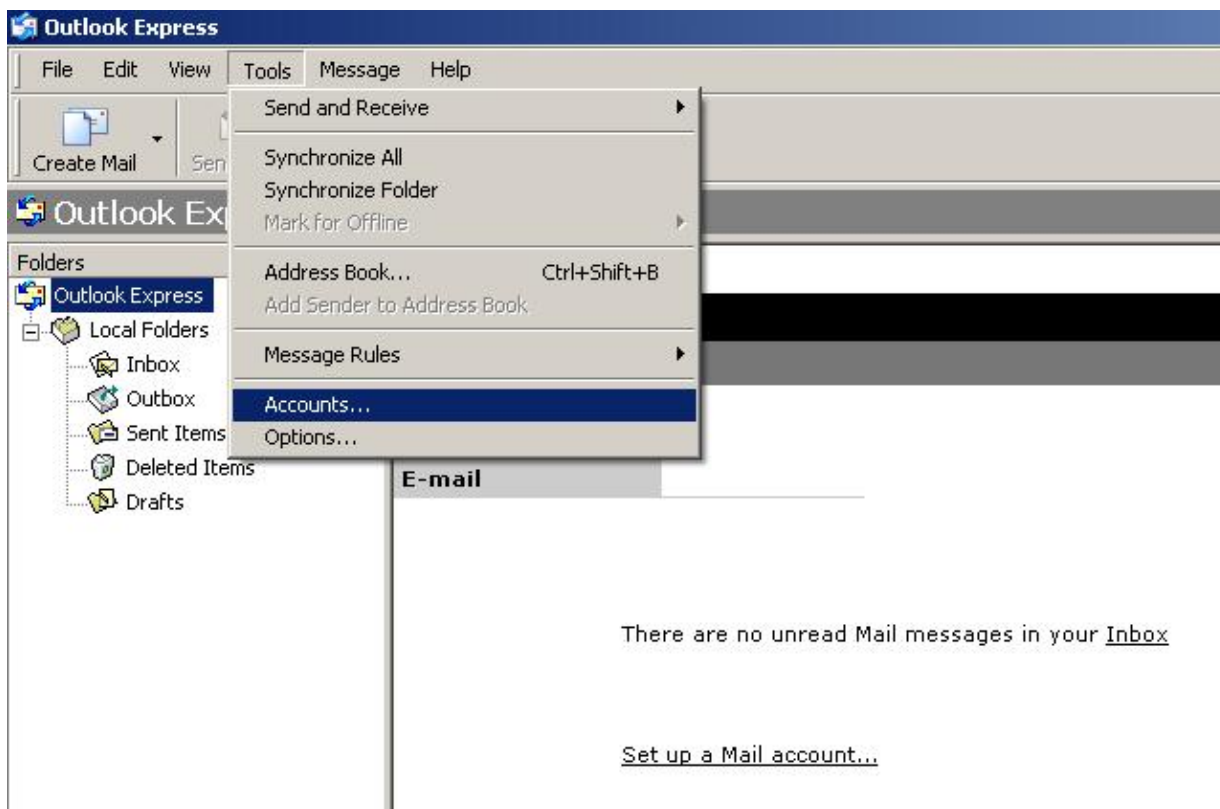 Outlook Express
File Edit View Tools Message Help
Create Mail
Sen
Send and Receive
Synchronize All
Synchronize Folder
Mark for Offline
Address Book... Ctrl+Shift+B
Add Sender to Address Book
Message Rules
Accounts...
Options...
Outlook Exp
Folders
Outlook Express
Local Folders
Inbox
Outbox
Sent Items
Deleted Items
Drafts
E-mail
There are no unread Mail messages in your Inbox
Set up a Mail account...